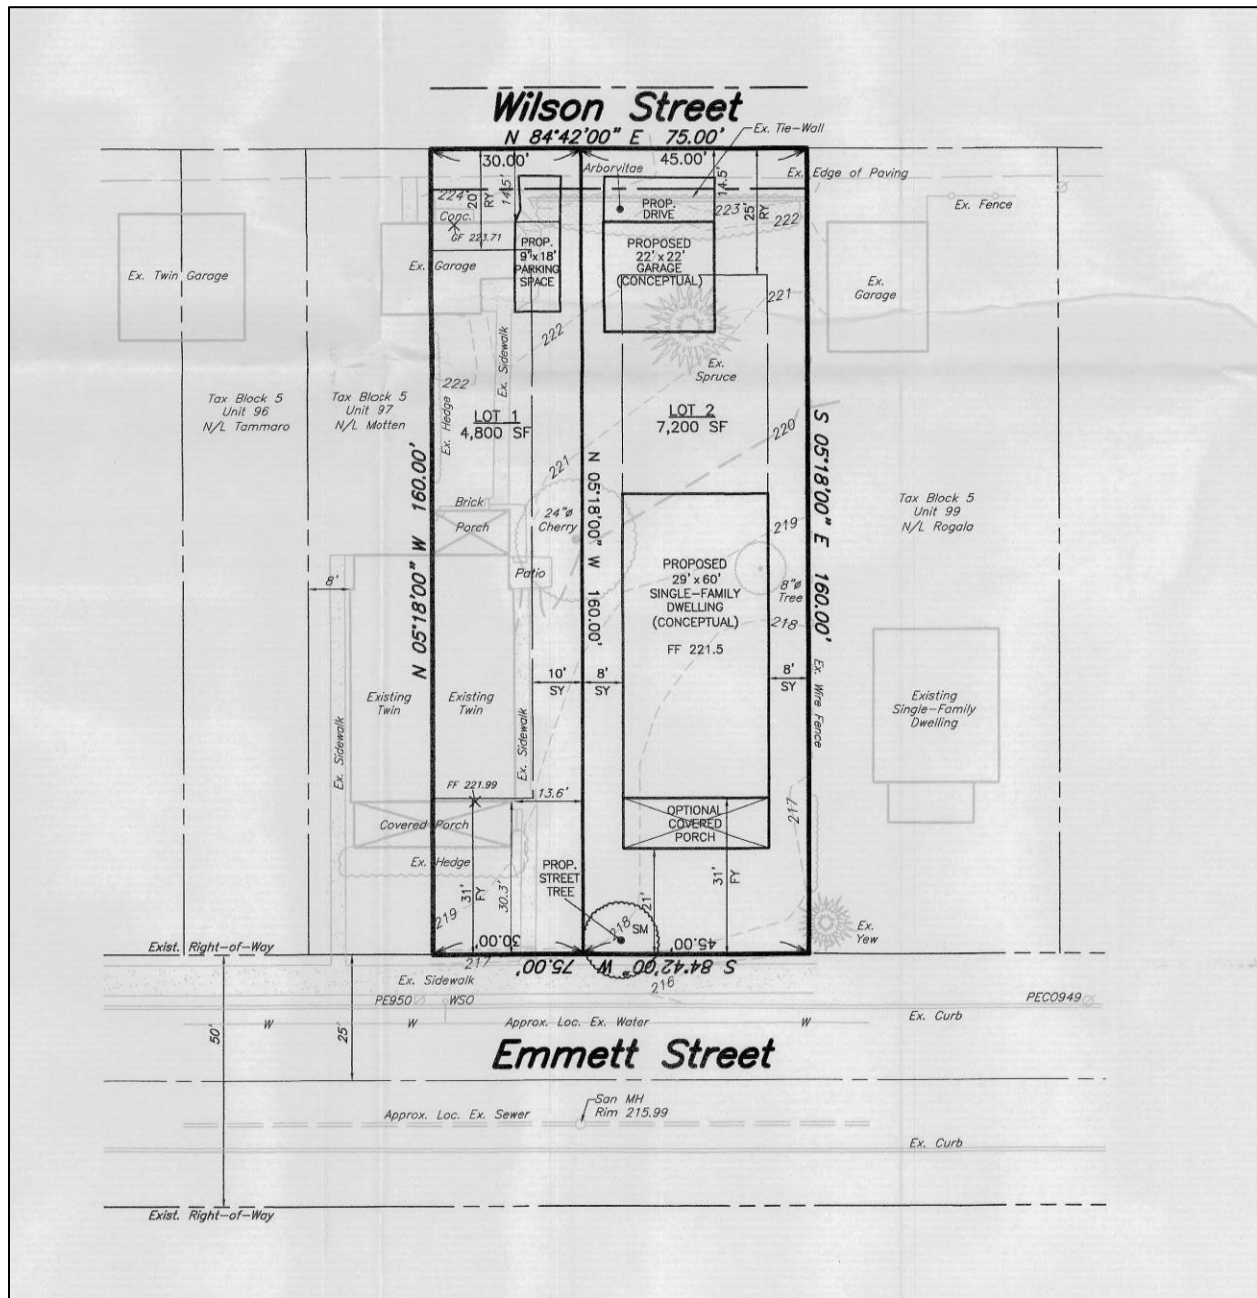 Wilson Street
N 84°42'00" E 75.00'
Ex. Tie-Wall
30.00'
45.00'
Arborvitae
Ex. Edge of Paving
224
20'
RY
14.5'
14.5'
25'
RY
PROP.
DRIVE
223
222
Ex. Fence
Conc.
GF 223.71
Ex. Garage
PROP.
9'x18'
PARKING
SPACE
PROPOSED
22'x22'
GARAGE
(CONCEPTUAL)
Ex. Twin Garage
Ex.
Garage
221
222
Ex. Sidewalk
Ex.
Spruce
222
Ex. Hedge
Tax Block 5
Unit 96
N/L Tammaro
Tax Block 5
Unit 97
N/L Motten
LOT 1
4,800 SF
LOT 2
7,200 SF
220
221
N 05°18'00" W 160.00'
N 05°18'00" W 160.00'
S 05°18'00" E 160.00'
Tax Block 5
Unit 99
N/L Rogala
Brick
Porch
24"ø
Cherry
219
Patio
8'
PROPOSED
29'x60'
SINGLE-FAMILY
DWELLING
(CONCEPTUAL)
FF 221.5
8"ø
Tree
218
10'
SY
8'
SY
8'
SY
Ex. Wire Fence
Existing
Twin
Existing
Twin
Existing
Single-Family
Dwelling
Ex. Sidewalk
Ex. Sidewalk
FF 221.99
13.6'
Covered Porch
OPTIONAL
COVERED
PORCH
217
Ex. Hedge
PROP.
STREET
TREE
31'
FY
30.3'
21'
31'
FY
219
218
SM
Ex.
Yew
Exist. Right-of-Way
30.00'
45.00'
217
S 84°42'00" W 75.00'
216
Ex. Sidewalk
PE950
WSO
PECO949
Ex. Curb
50'
25'
W
W
Approx. Loc. Ex. Water
W
Emmett Street
San MH
Rim 215.99
Approx. Loc. Ex. Sewer
Ex. Curb
Exist. Right-of-Way